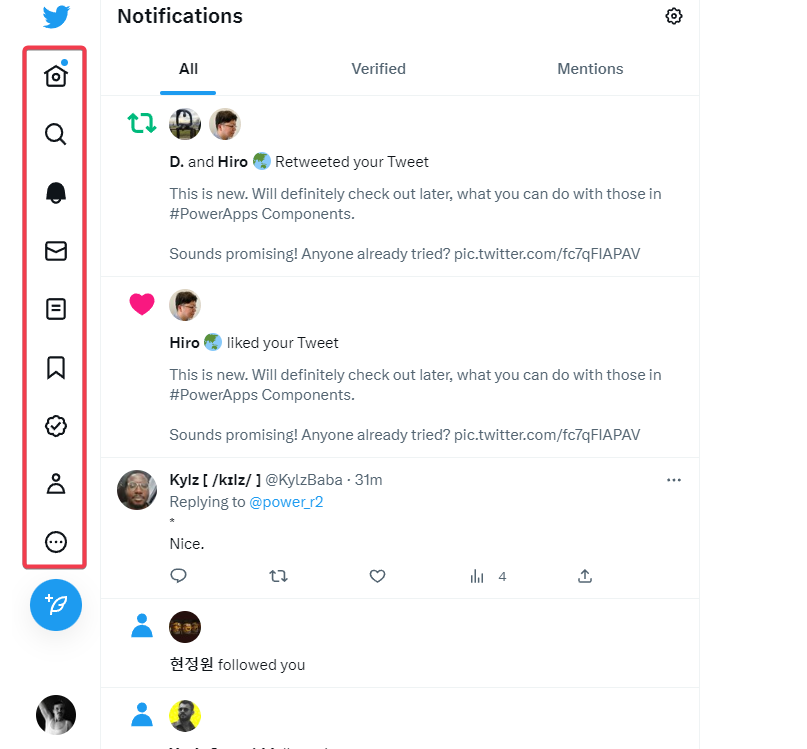 Notifications
All Verified Mentions
D. and Hiro 🌏 Retweeted your Tweet
This is new. Will definitely check out later, what you can do with those in
#PowerApps Components.
Sounds promising! Anyone already tried? pic.twitter.com/fc7qFlAPAV
Hiro 🌏 liked your Tweet
This is new. Will definitely check out later, what you can do with those in
#PowerApps Components.
Sounds promising! Anyone already tried? pic.twitter.com/fc7qFlAPAV
Kylz [ /kɪlz/ ] @KylzBaba · 31m
Replying to @power_r2
*
Nice.
4
현정원 followed you